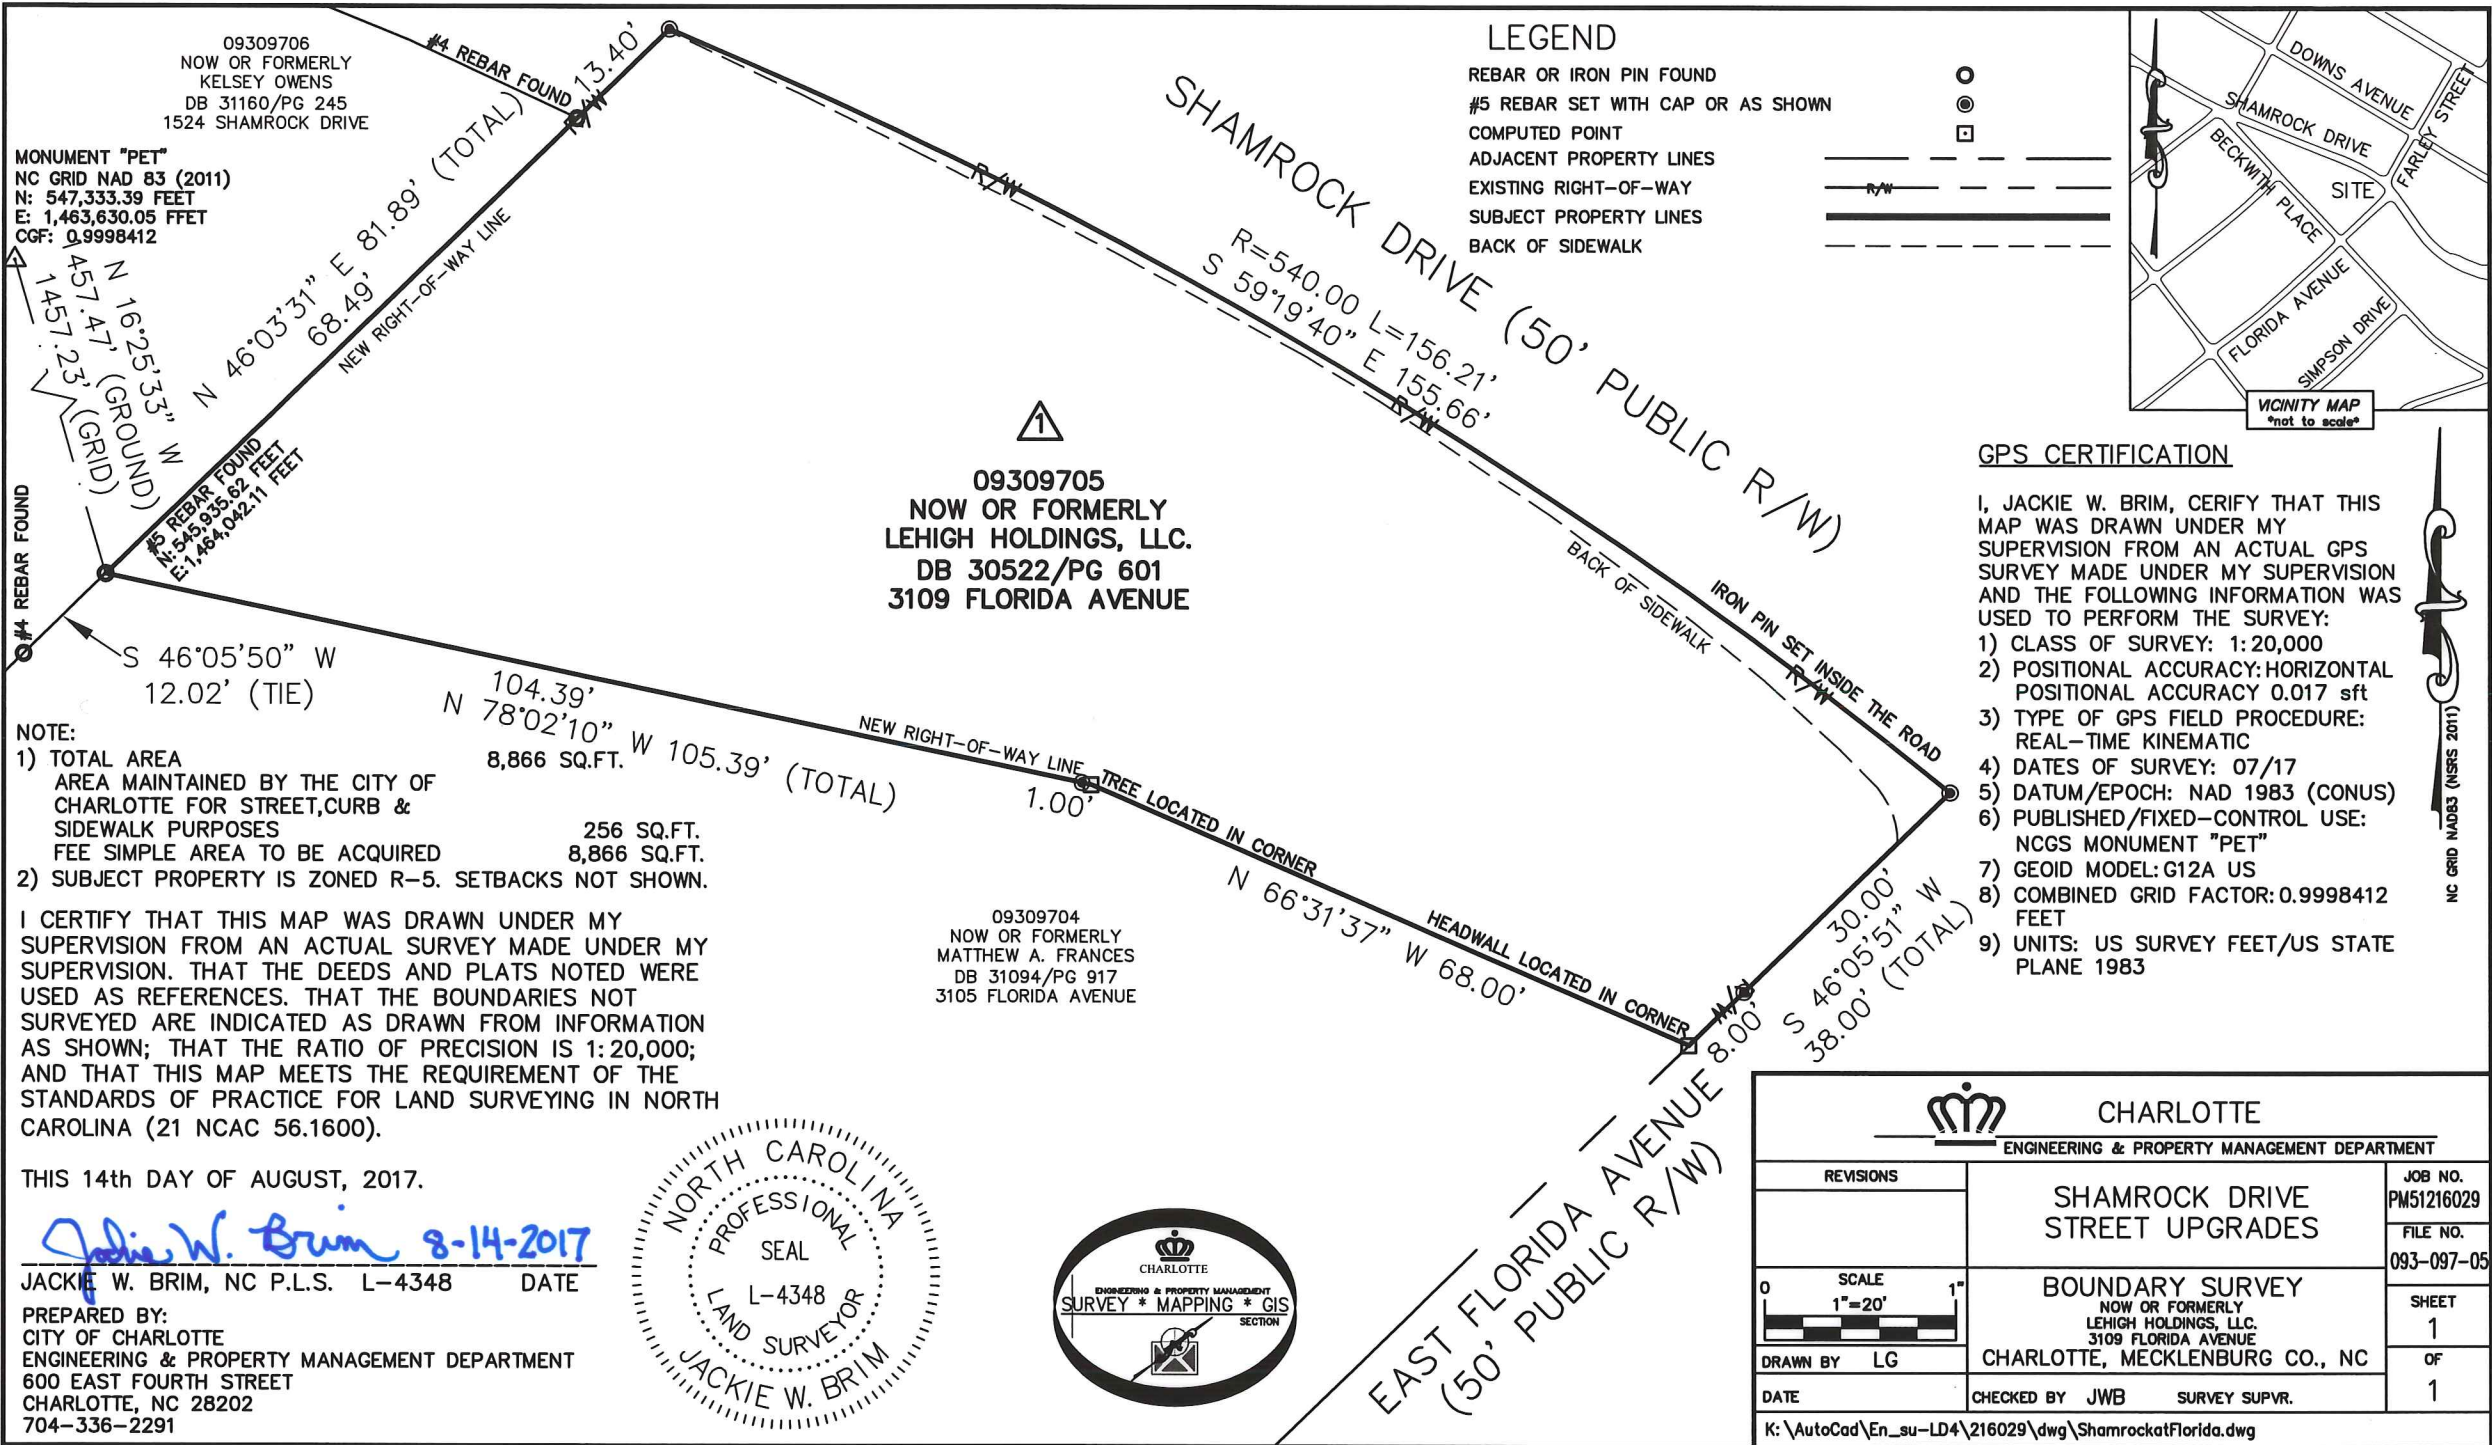 09309706
NOW OR FORMERLY
KELSEY OWENS
DB 31160/PG 245
1524 SHAMROCK DRIVE
#4 REBAR FOUND
13.40'
R/W
MONUMENT "PET"
NC GRID NAD 83 (2011)
N: 547,333.39 FEET
E: 1,463,630.05 FFET
CGF: 0.9998412
1
N 16°25'33" W
1457.47' (GROUND)
1457.23' (GRID)
N 46°03'31" E 81.89' (TOTAL)
68.49'
NEW RIGHT-OF-WAY LINE
#5 REBAR FOUND
N: 545,935.62 FEET
E: 1,464,042.11 FEET
#4 REBAR FOUND
S 46°05'50" W
12.02' (TIE)
SHAMROCK DRIVE (50' PUBLIC R/W)
R/W
R=540.00 L=156.21'
S 59°19'40" E 155.66'
R/W
BACK OF SIDEWALK
IRON PIN SET INSIDE THE ROAD
R/W
1
09309705
NOW OR FORMERLY
LEHIGH HOLDINGS, LLC.
DB 30522/PG 601
3109 FLORIDA AVENUE
104.39'
N 78°02'10" W 105.39' (TOTAL)
NEW RIGHT-OF-WAY LINE
1.00'
TREE LOCATED IN CORNER
N 66°31'37" W 68.00'
HEADWALL LOCATED IN CORNER
R/W
8.00'
30.00'
S 46°05'51" W
38.00' (TOTAL)
09309704
NOW OR FORMERLY
MATTHEW A. FRANCES
DB 31094/PG 917
3105 FLORIDA AVENUE
EAST FLORIDA AVENUE
(50' PUBLIC R/W)
LEGEND
REBAR OR IRON PIN FOUND
#5 REBAR SET WITH CAP OR AS SHOWN
COMPUTED POINT
ADJACENT PROPERTY LINES
EXISTING RIGHT-OF-WAY R/W
SUBJECT PROPERTY LINES
BACK OF SIDEWALK
DOWNS AVENUE
SHAMROCK DRIVE
FARLEY STREET
BECKWITH PLACE
SITE
FLORIDA AVENUE
SIMPSON DRIVE
VICINITY MAP
*not to scale*
GPS CERTIFICATION
I, JACKIE W. BRIM, CERIFY THAT THIS
MAP WAS DRAWN UNDER MY
SUPERVISION FROM AN ACTUAL GPS
SURVEY MADE UNDER MY SUPERVISION
AND THE FOLLOWING INFORMATION WAS
USED TO PERFORM THE SURVEY:
1) CLASS OF SURVEY: 1:20,000
2) POSITIONAL ACCURACY: HORIZONTAL
POSITIONAL ACCURACY 0.017 sft
3) TYPE OF GPS FIELD PROCEDURE:
REAL-TIME KINEMATIC
4) DATES OF SURVEY: 07/17
5) DATUM/EPOCH: NAD 1983 (CONUS)
6) PUBLISHED/FIXED-CONTROL USE:
NCGS MONUMENT "PET"
7) GEOID MODEL: G12A US
8) COMBINED GRID FACTOR: 0.9998412
FEET
9) UNITS: US SURVEY FEET/US STATE
PLANE 1983
NC GRID NAD83 (NSRS 2011)
NOTE:
1) TOTAL AREA 8,866 SQ.FT.
AREA MAINTAINED BY THE CITY OF
CHARLOTTE FOR STREET,CURB &
SIDEWALK PURPOSES 256 SQ.FT.
FEE SIMPLE AREA TO BE ACQUIRED 8,866 SQ.FT.
2) SUBJECT PROPERTY IS ZONED R-5. SETBACKS NOT SHOWN.
I CERTIFY THAT THIS MAP WAS DRAWN UNDER MY
SUPERVISION FROM AN ACTUAL SURVEY MADE UNDER MY
SUPERVISION. THAT THE DEEDS AND PLATS NOTED WERE
USED AS REFERENCES. THAT THE BOUNDARIES NOT
SURVEYED ARE INDICATED AS DRAWN FROM INFORMATION
AS SHOWN; THAT THE RATIO OF PRECISION IS 1:20,000;
AND THAT THIS MAP MEETS THE REQUIREMENT OF THE
STANDARDS OF PRACTICE FOR LAND SURVEYING IN NORTH
CAROLINA (21 NCAC 56.1600).
THIS 14th DAY OF AUGUST, 2017.
Jackie W. Brim 8-14-2017
JACKIE W. BRIM, NC P.L.S. L-4348 DATE
PREPARED BY:
CITY OF CHARLOTTE
ENGINEERING & PROPERTY MANAGEMENT DEPARTMENT
600 EAST FOURTH STREET
CHARLOTTE, NC 28202
704-336-2291
NORTH CAROLINA
PROFESSIONAL
SEAL
L-4348
LAND SURVEYOR
JACKIE W. BRIM
CHARLOTTE
ENGINEERING & PROPERTY MANAGEMENT
SURVEY * MAPPING * GIS
SECTION
CHARLOTTE
ENGINEERING & PROPERTY MANAGEMENT DEPARTMENT
REVISIONS
SHAMROCK DRIVE
STREET UPGRADES
JOB NO.
PM51216029
FILE NO.
093-097-05
0 SCALE 1"
1"=20'
BOUNDARY SURVEY
NOW OR FORMERLY
LEHIGH HOLDINGS, LLC.
3109 FLORIDA AVENUE
CHARLOTTE, MECKLENBURG CO., NC
SHEET
1
OF
1
DRAWN BY LG
DATE
CHECKED BY JWB SURVEY SUPVR.
K:\AutoCad\En_su-LD4\216029\dwg\ShamrockatFlorida.dwg